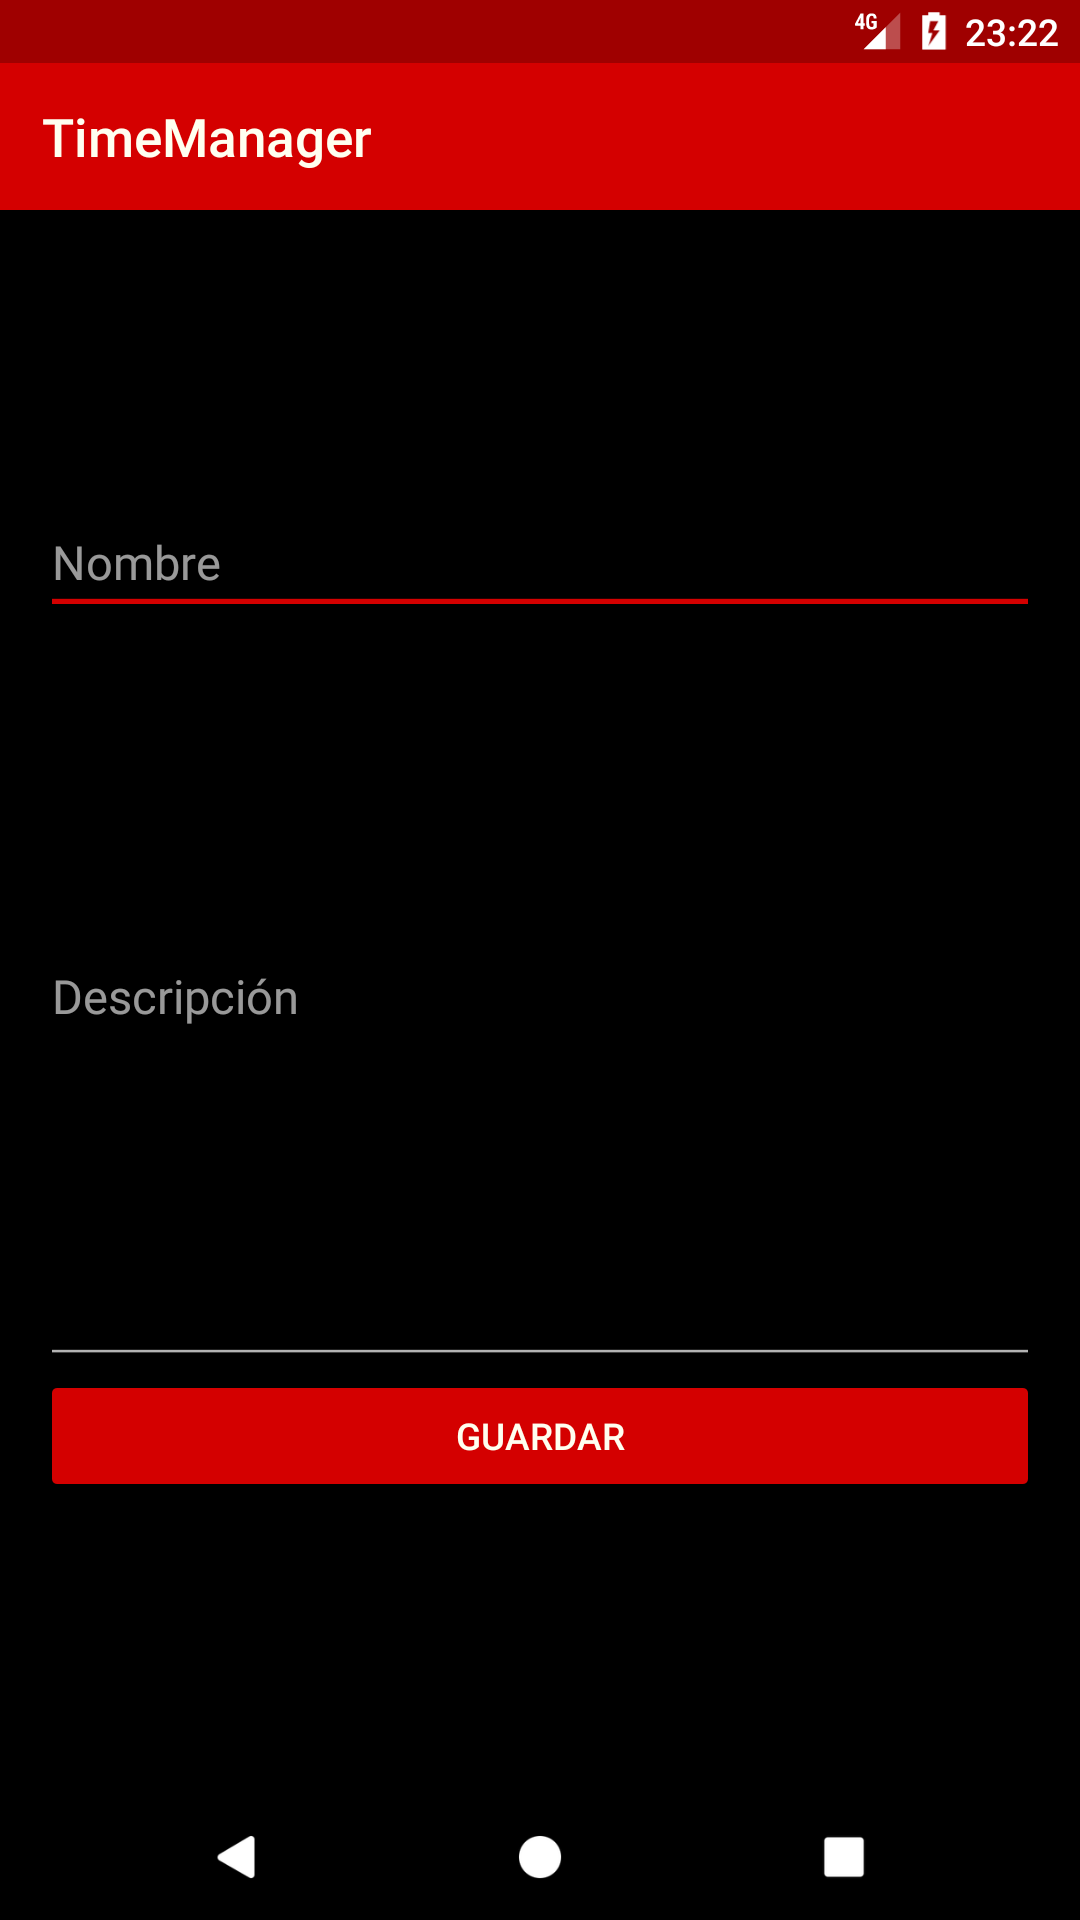 4G 23:22
TimeManager
Nombre
Descripción
GUARDAR